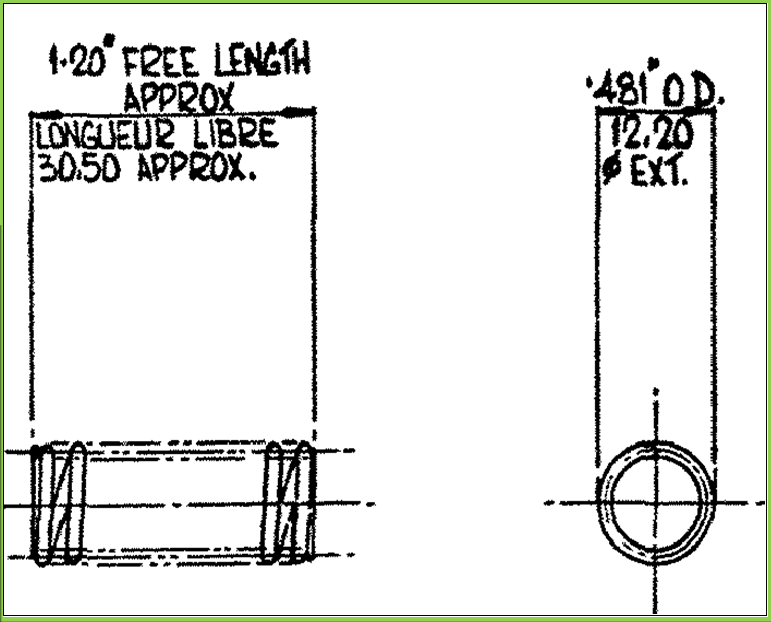 1.20" FREE LENGTH
APPROX
LONGUEUR LIBRE
30.50 APPROX.
.481" O D.
12.20
ø EXT.